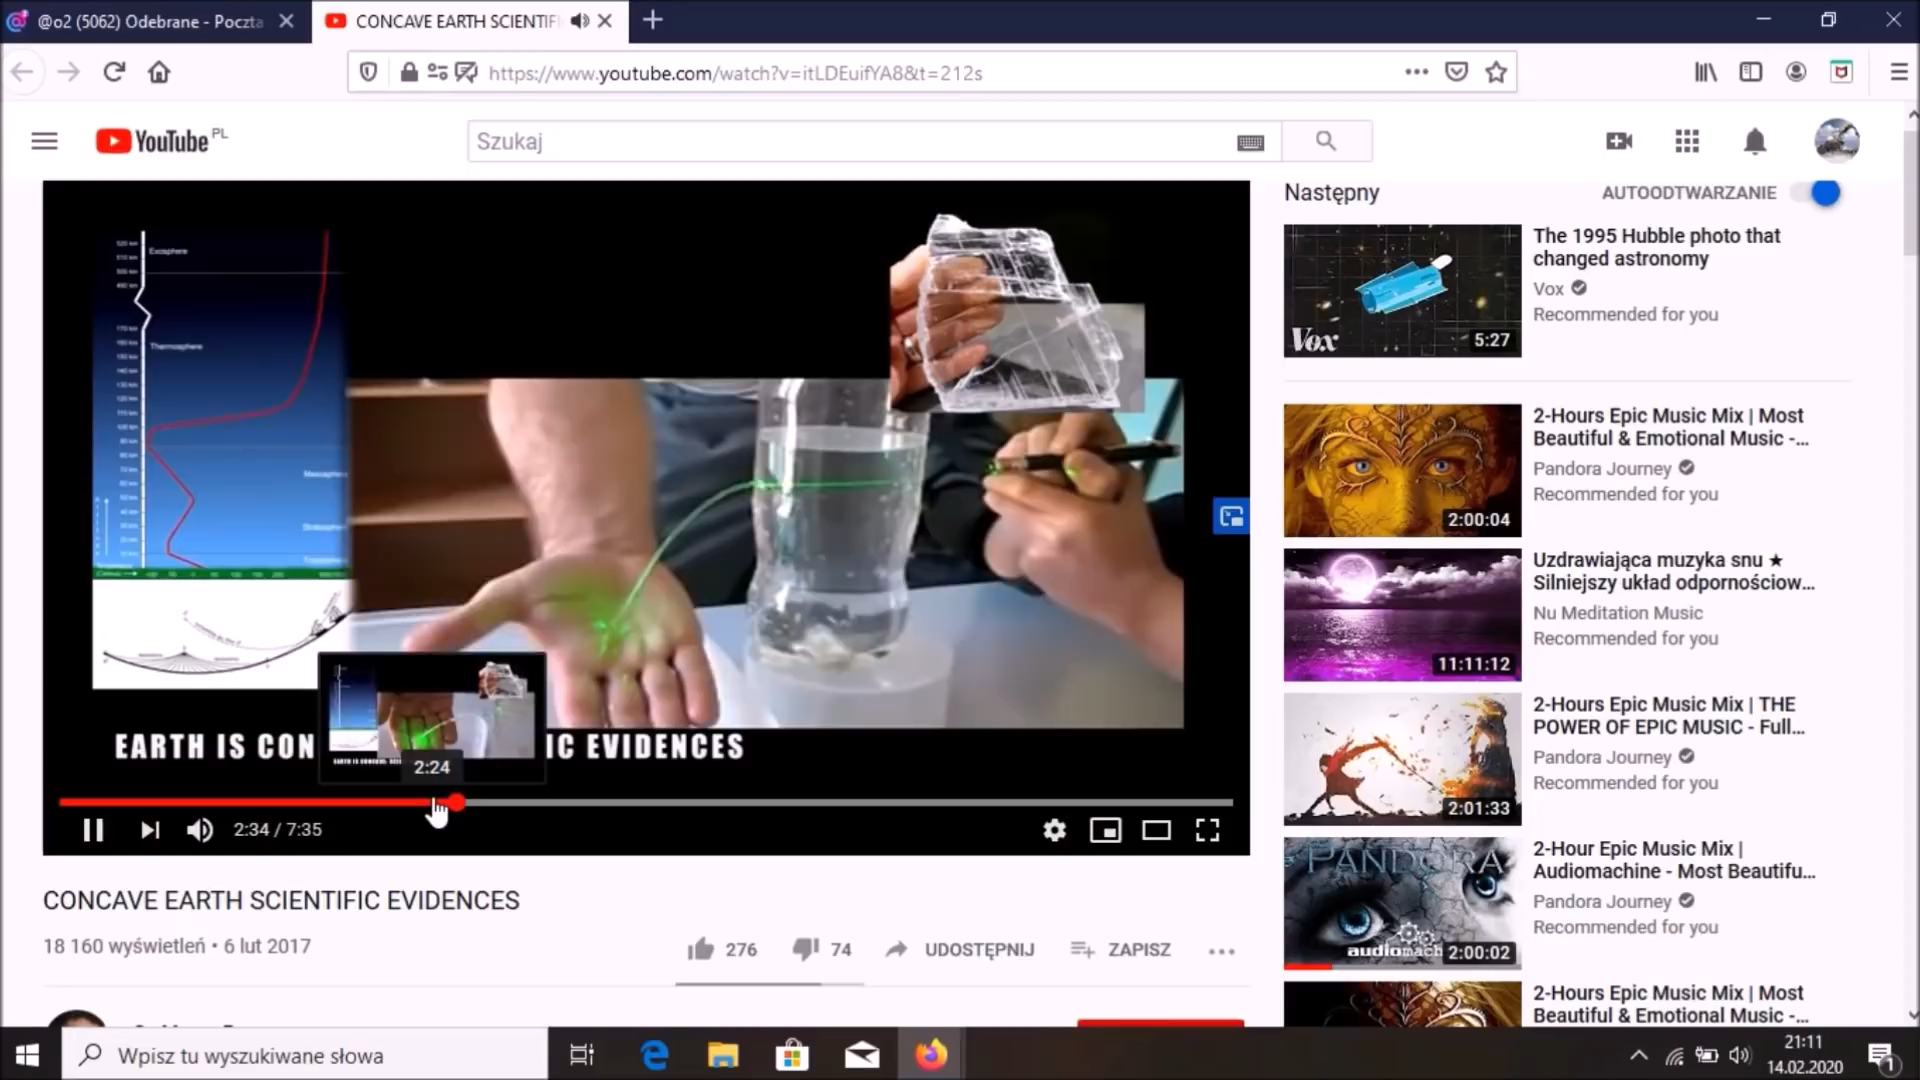 @o2 (5062) Odebrane - Poczta
CONCAVE EARTH SCIENTIFI
https://www.youtube.com/watch?v=itLDEuifYA8&t=212s
YouTube PL
Szukaj
Exosphere
Thermosphere
EARTH IS CON
IC EVIDENCES
2:24
2:34 / 7:35
CONCAVE EARTH SCIENTIFIC EVIDENCES
18 160 wyświetleń • 6 lut 2017
276
74
UDOSTĘPNIJ
ZAPISZ
Następny
AUTOODTWARZANIE
Vox
5:27
The 1995 Hubble photo that
changed astronomy
Vox
Recommended for you
2:00:04
2-Hours Epic Music Mix | Most
Beautiful & Emotional Music -...
Pandora Journey
Recommended for you
11:11:12
Uzdrawiająca muzyka snu ★
Silniejszy układ odpornościow...
Nu Meditation Music
Recommended for you
2:01:33
2-Hours Epic Music Mix | THE
POWER OF EPIC MUSIC - Full...
Pandora Journey
Recommended for you
PANDORA
audiomach
2:00:02
2-Hour Epic Music Mix |
Audiomachine - Most Beautifu...
Pandora Journey
Recommended for you
2-Hours Epic Music Mix | Most
Beautiful & Emotional Music -...
Wpisz tu wyszukiwane słowa
21:11
14.02.2020
1